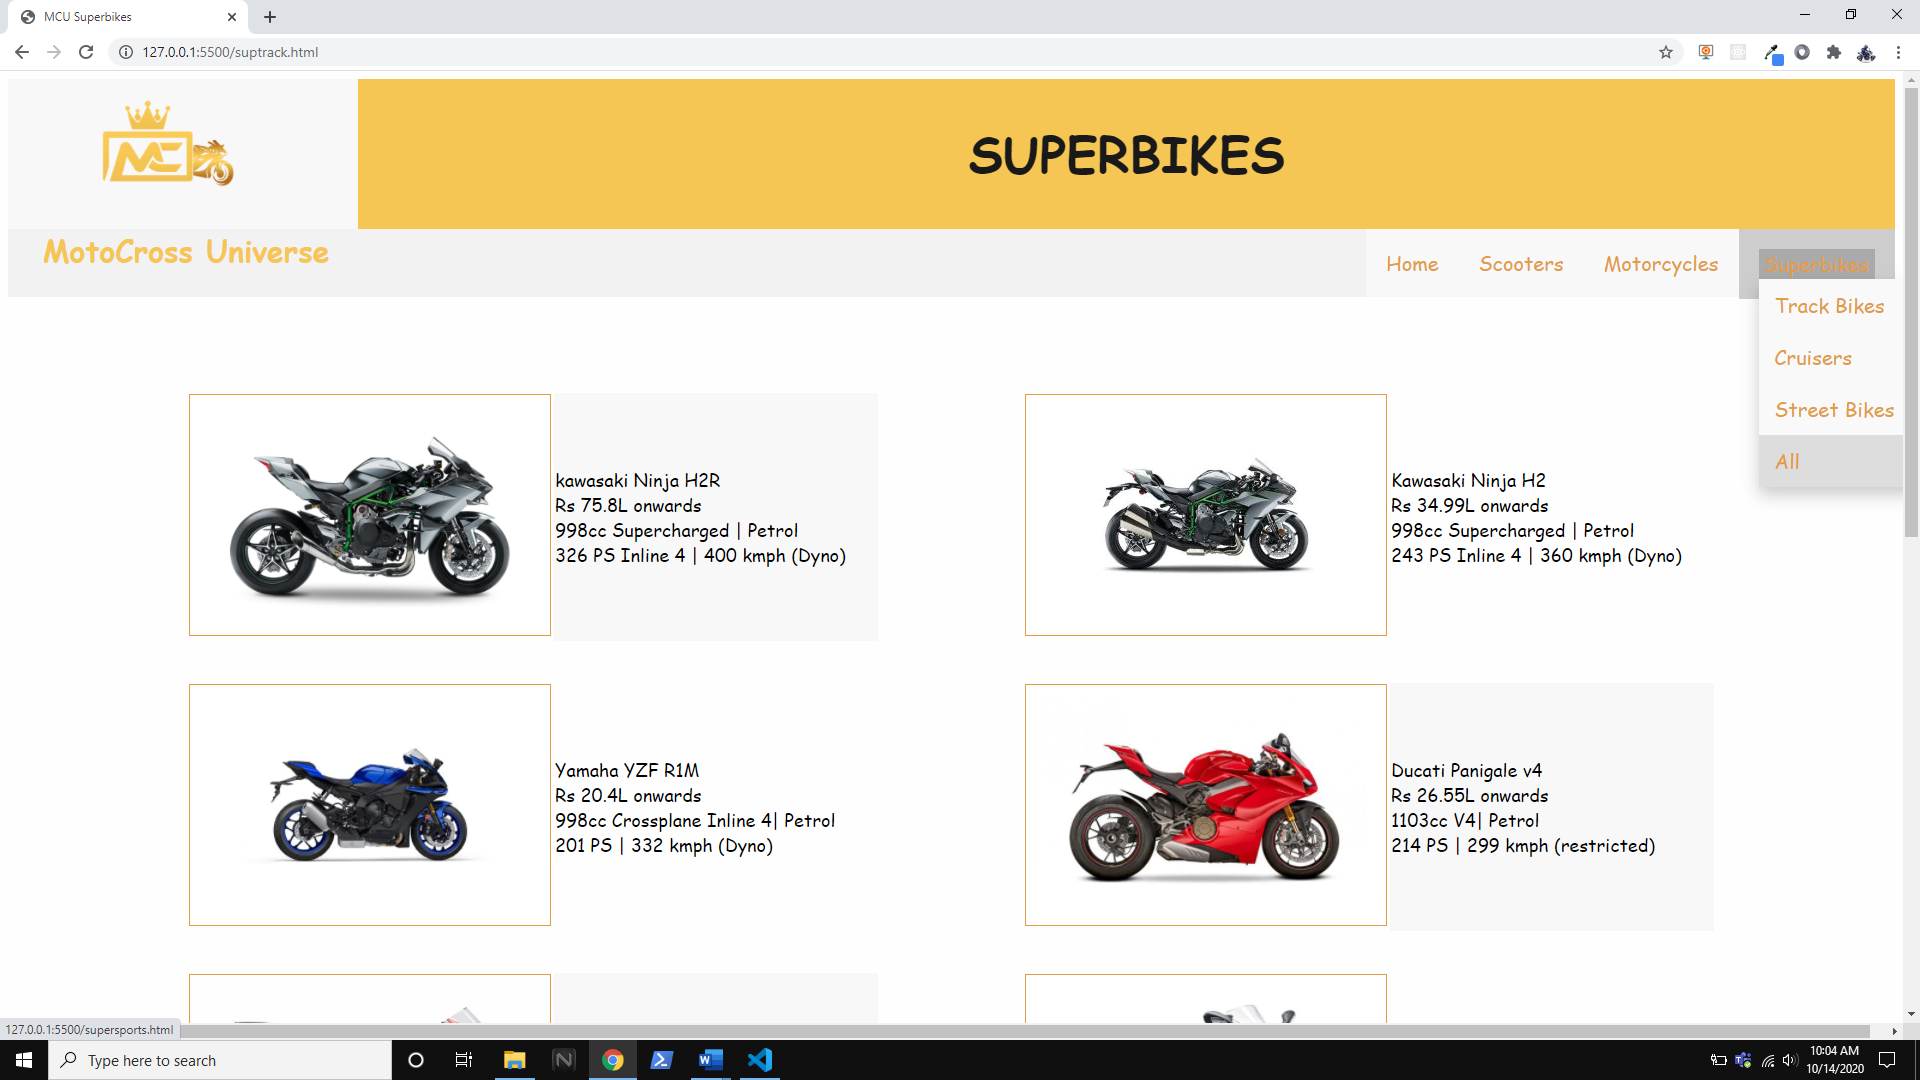 MCU Superbikes
127.0.0.1:5500/suptrack.html
MC
SUPERBIKES
MotoCross Universe
Home
Scooters
Motorcycles
Superbikes
Track Bikes
Cruisers
Street Bikes
All
kawasaki Ninja H2R
Rs 75.8L onwards
998cc Supercharged | Petrol
326 PS Inline 4 | 400 kmph (Dyno)
Kawasaki Ninja H2
Rs 34.99L onwards
998cc Supercharged | Petrol
243 PS Inline 4 | 360 kmph (Dyno)
Yamaha YZF R1M
Rs 20.4L onwards
998cc Crossplane Inline 4| Petrol
201 PS | 332 kmph (Dyno)
Ducati Panigale v4
Rs 26.55L onwards
1103cc V4| Petrol
214 PS | 299 kmph (restricted)
127.0.0.1:5500/supersports.html
Type here to search
10:04 AM
10/14/2020